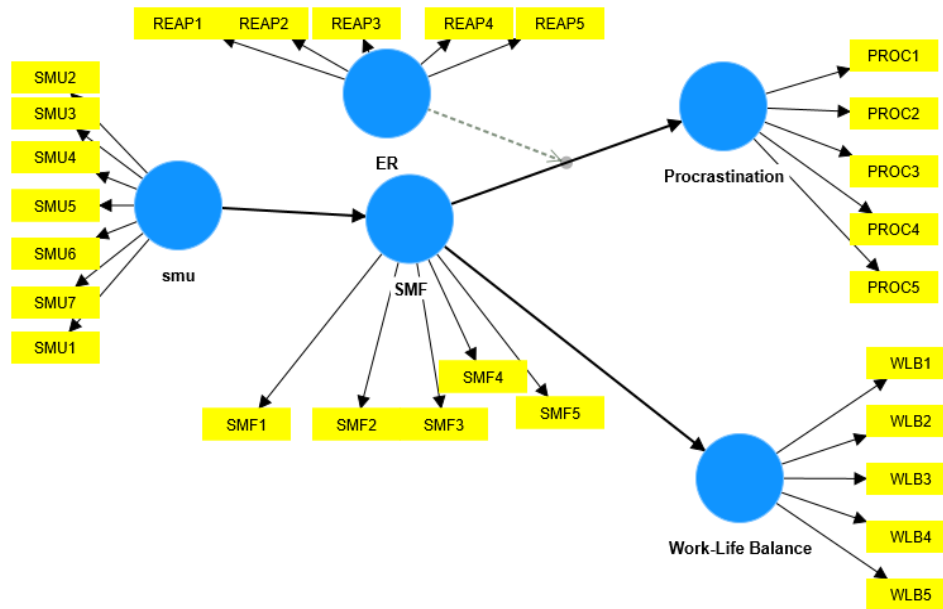 REAP1 REAP2 REAP3 REAP4 REAP5
SMU2
SMU3
SMU4
SMU5
SMU6
SMU7
SMU1
smu
ER
SMF
SMF1 SMF2 SMF3 SMF4 SMF5
Procrastination
PROC1
PROC2
PROC3
PROC4
PROC5
Work-Life Balance
WLB1
WLB2
WLB3
WLB4
WLB5